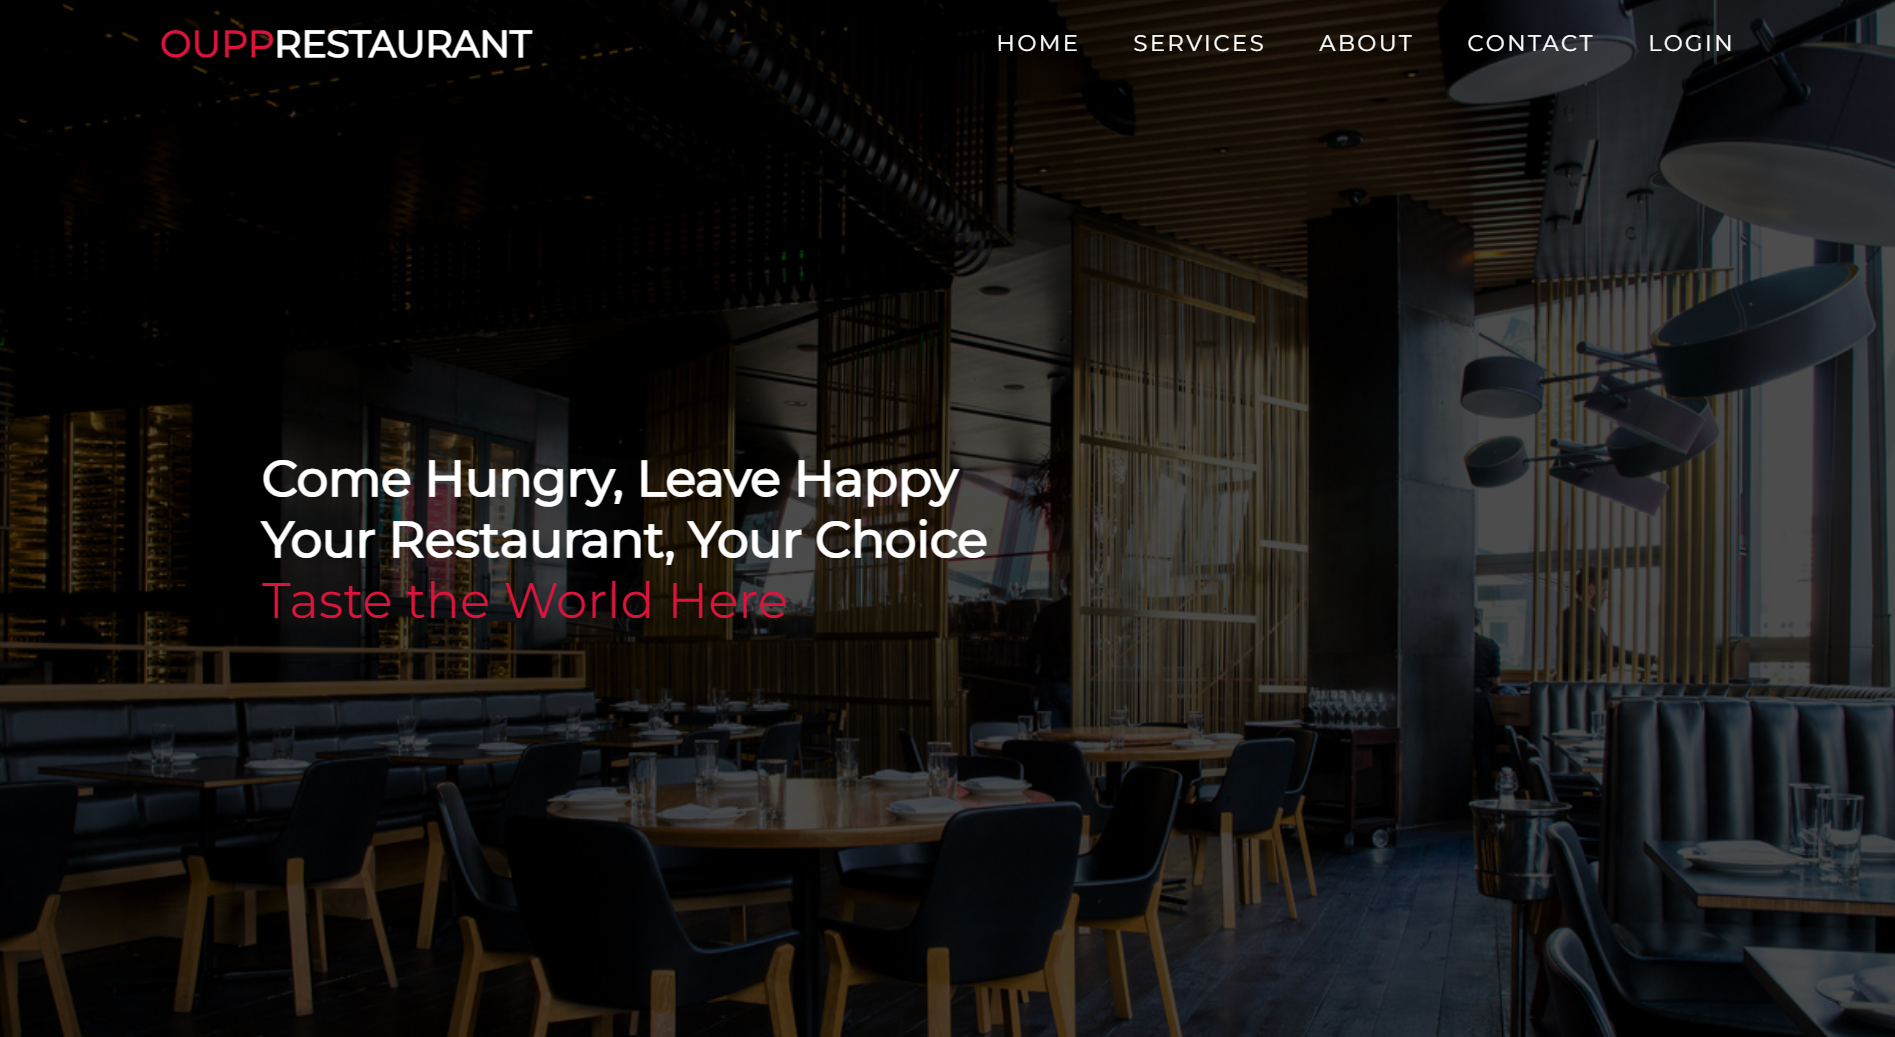 OUPPRESTAURANT
HOME SERVICES ABOUT CONTACT LOGIN
Come Hungry, Leave Happy
Your Restaurant, Your Choice
Taste the World Here